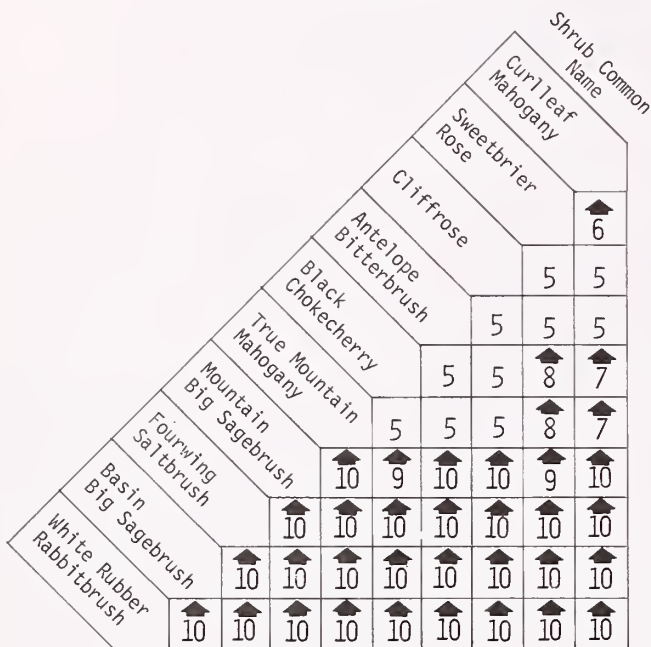 Shrub Common
Name
Curlleaf
Mahogany
Sweetbrier
Rose
6
Cliffrose
5 5
Antelope
Bitterbrush
5 5 5
Black
Chokecherry
5 5 8 7
True Mountain
Mahogany
5 5 5 8 7
Mountain
Big Sagebrush
10 9 10 10 9 10
Fourwing
Saltbrush
10 10 10 10 10 10 10
Basin
Big Sagebrush
10 10 10 10 10 10 10 10
White Rubber
Rabbitbrush
10 10 10 10 10 10 10 10 10